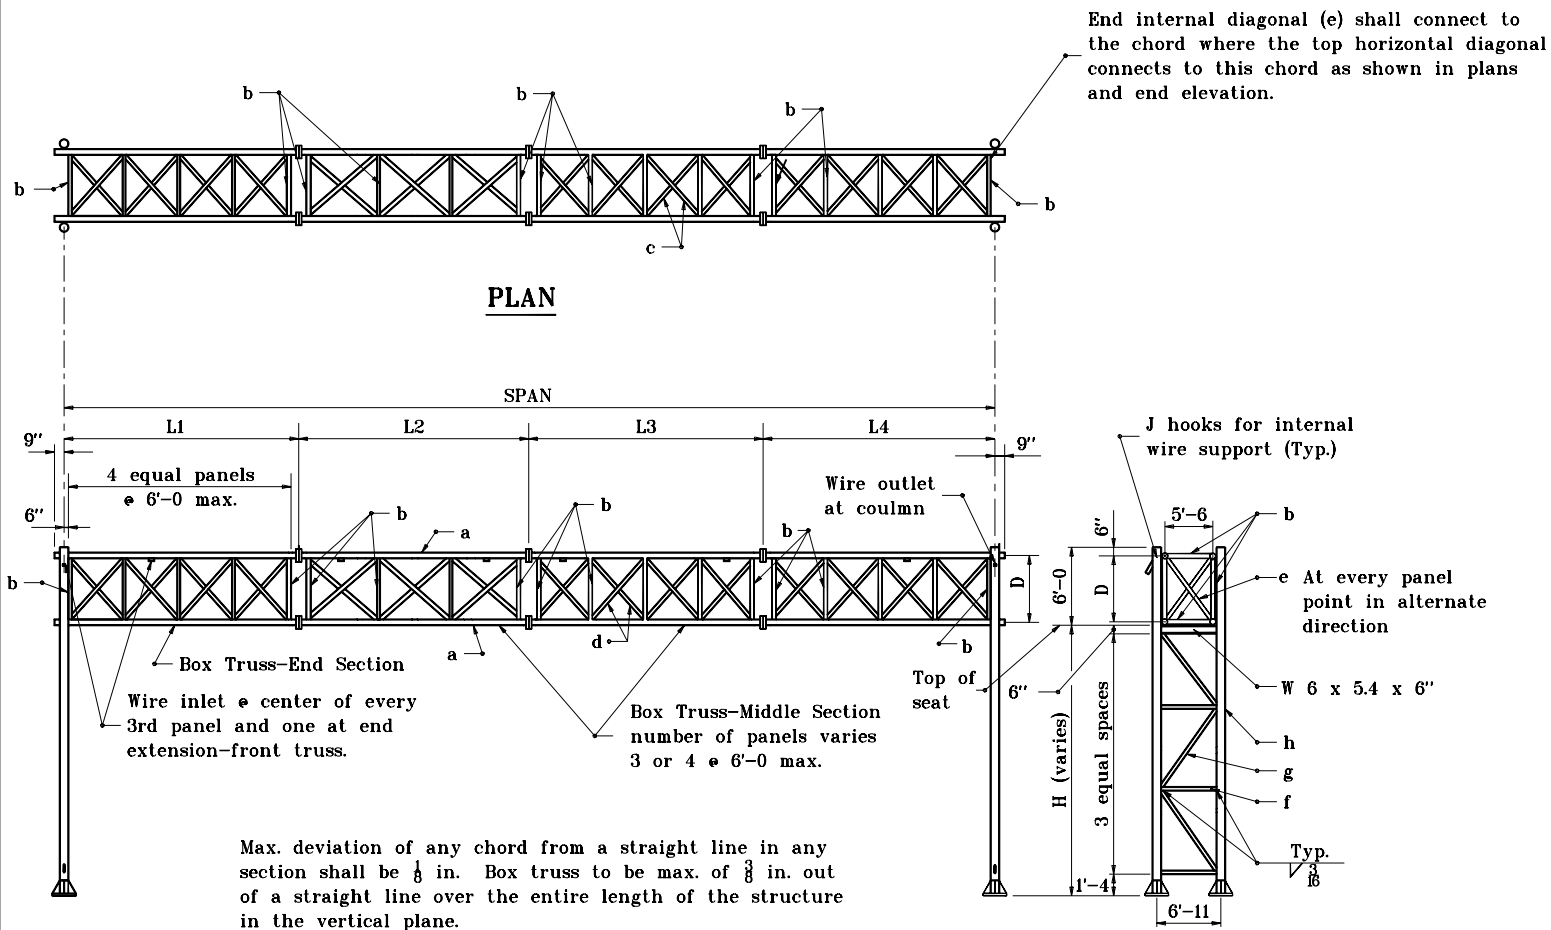 End internal diagonal (e) shall connect to
the chord where the top horizontal diagonal
connects to this chord as shown in plans
and end elevation.
b
b
b
b
b
c
PLAN
SPAN
L1
L2
L3
L4
9"
9"
4 equal panels
@ 6'-0 max.
6"
b
a
b
b
Wire outlet
at coulmn
b
d
a
b
D
Box Truss-End Section
Wire inlet @ center of every
3rd panel and one at end
extension-front truss.
Box Truss-Middle Section
number of panels varies
3 or 4 @ 6'-0 max.
Top of
seat
Max. deviation of any chord from a straight line in any
section shall be 1/8 in. Box truss to be max. of 3/8 in. out
of a straight line over the entire length of the structure
in the vertical plane.
J hooks for internal
wire support (Typ.)
6"
5'-6
b
6'-0
D
e At every panel
point in alternate
direction
6"
W 6 x 5.4 x 6"
H (varies)
3 equal spaces
h
g
f
Typ.
3/16
1'-4
6'-11